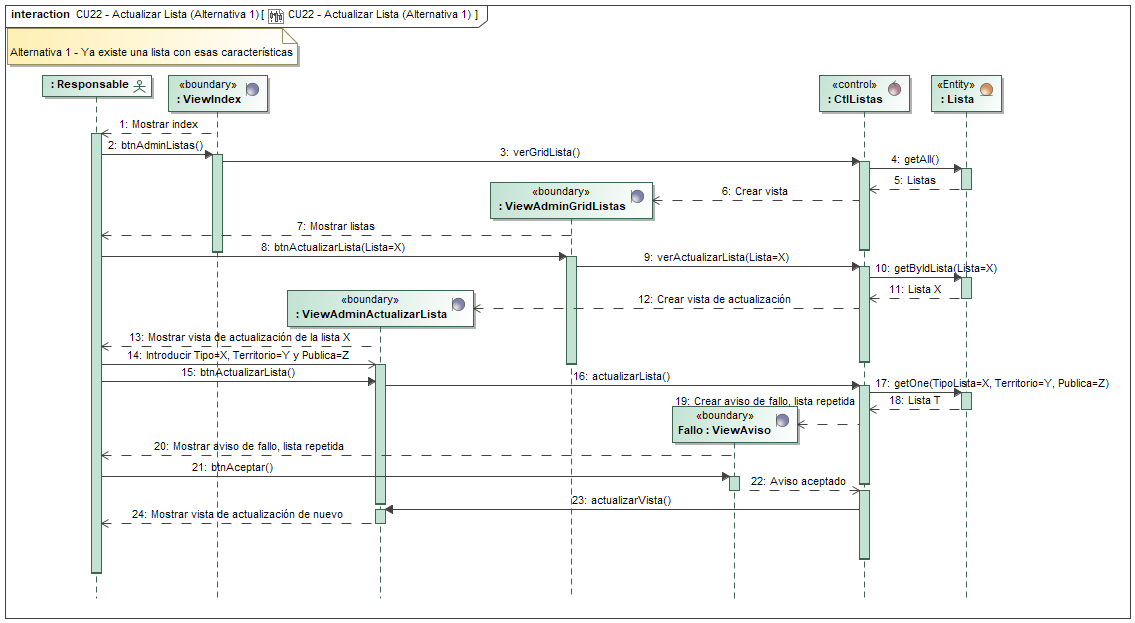 interaction CU22 - Actualizar Lista (Alternativa 1) [ CU22 - Actualizar Lista (Alternativa 1) ]
Alternativa 1 - Ya existe una lista con esas características
: Responsable
«boundary»
: ViewIndex
«control»
: CtlListas
«Entity»
: Lista
1: Mostrar index
2: btnAdminListas()
3: verGridLista()
4: getAll()
5: Listas
6: Crear vista
«boundary»
: ViewAdminGridListas
7: Mostrar listas
8: btnActualizarLista(Lista=X)
9: verActualizarLista(Lista=X)
10: getByIdLista(Lista=X)
11: Lista X
12: Crear vista de actualización
«boundary»
: ViewAdminActualizarLista
13: Mostrar vista de actualización de la lista X
14: Introducir Tipo=X, Territorio=Y y Publica=Z
15: btnActualizarLista()
16: actualizarLista()
17: getOne(TipoLista=X, Territorio=Y, Publica=Z)
18: Lista T
19: Crear aviso de fallo, lista repetida
«boundary»
Fallo : ViewAviso
20: Mostrar aviso de fallo, lista repetida
21: btnAceptar()
22: Aviso aceptado
23: actualizarVista()
24: Mostrar vista de actualización de nuevo